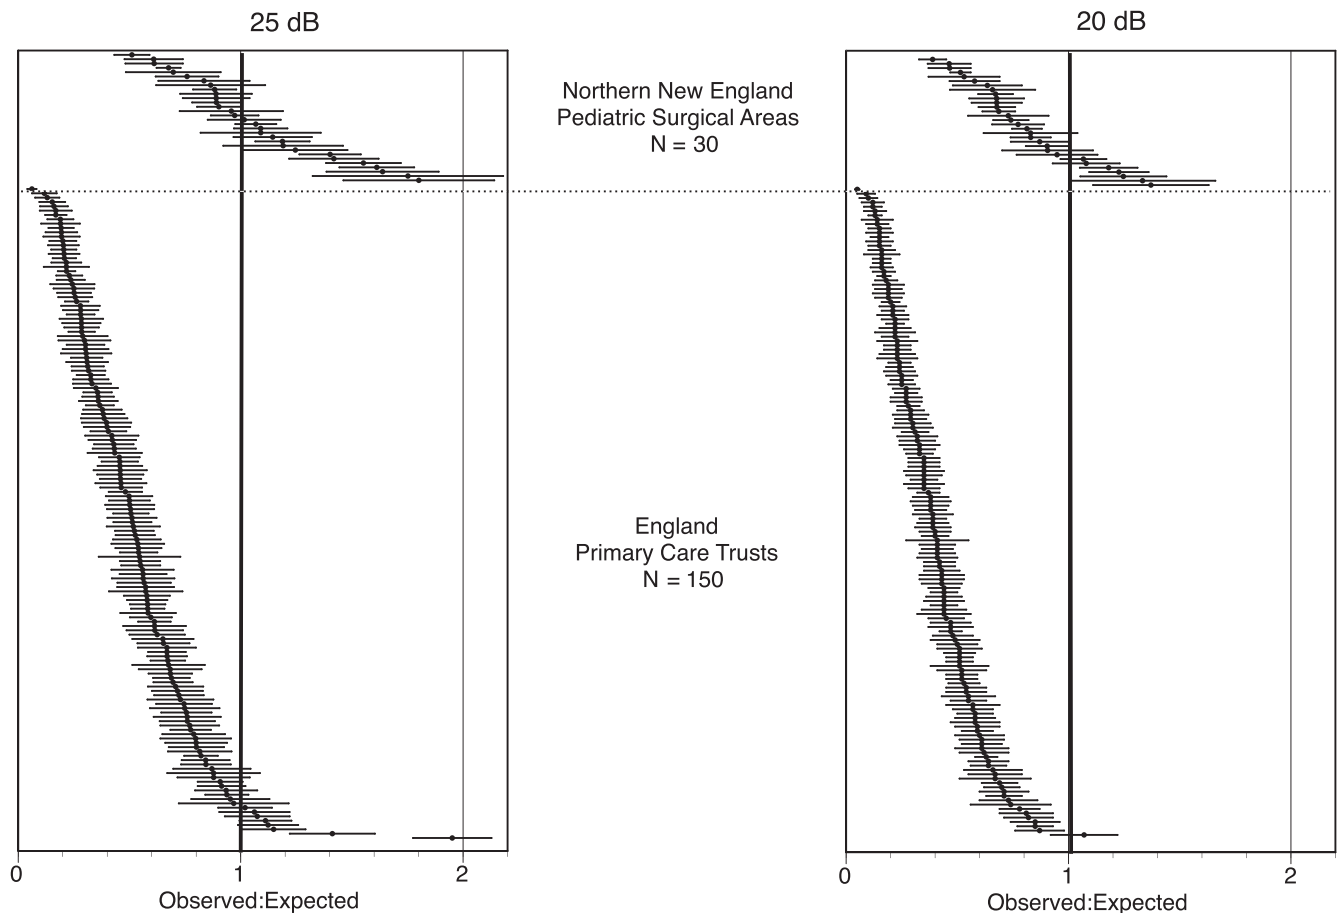 25 dB
20 dB
Northern New England
Pediatric Surgical Areas
N = 30
England
Primary Care Trusts
N = 150
0 1 2
0 1 2
Observed:Expected
Observed:Expected